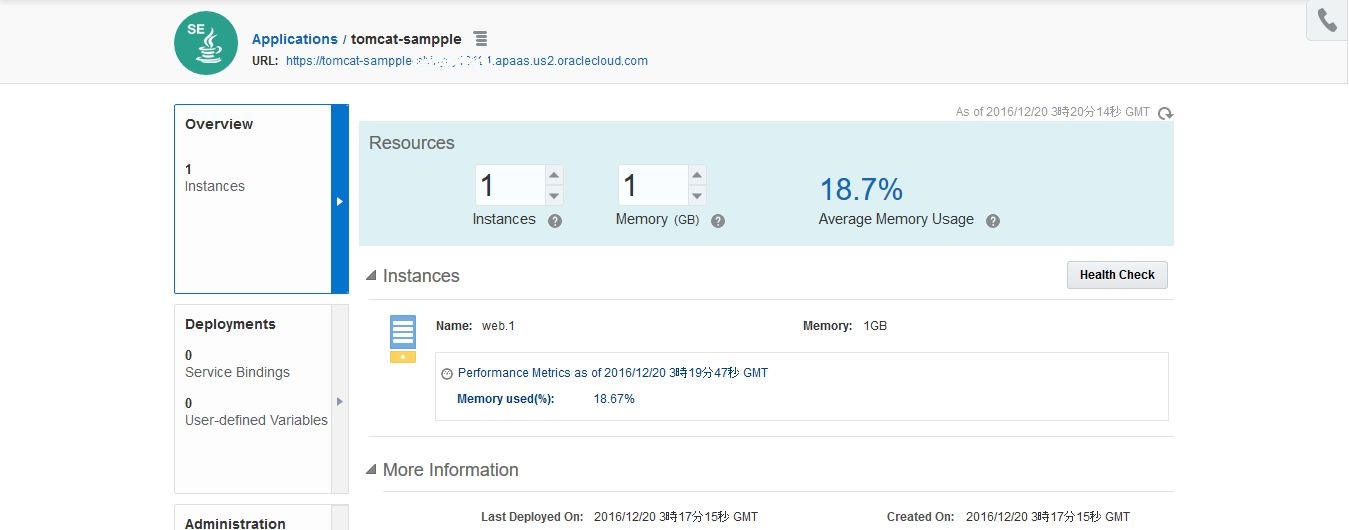 SE
Applications / tomcat-sampple
URL: https://tomcat-sampple .apaas.us2.oraclecloud.com
As of 2016/12/20 3時20分14秒 GMT
Overview
1
Instances
Resources
1 1 18.7%
Instances ? Memory (GB) ? Average Memory Usage ?
Instances
Health Check
Name: web.1 Memory: 1GB
Performance Metrics as of 2016/12/20 3時19分47秒 GMT
Memory used(%): 18.67%
Deployments
0
Service Bindings
0
User-defined Variables
More Information
Last Deployed On: 2016/12/20 3時17分15秒 GMT Created On: 2016/12/20 3時17分15秒 GMT
Administration